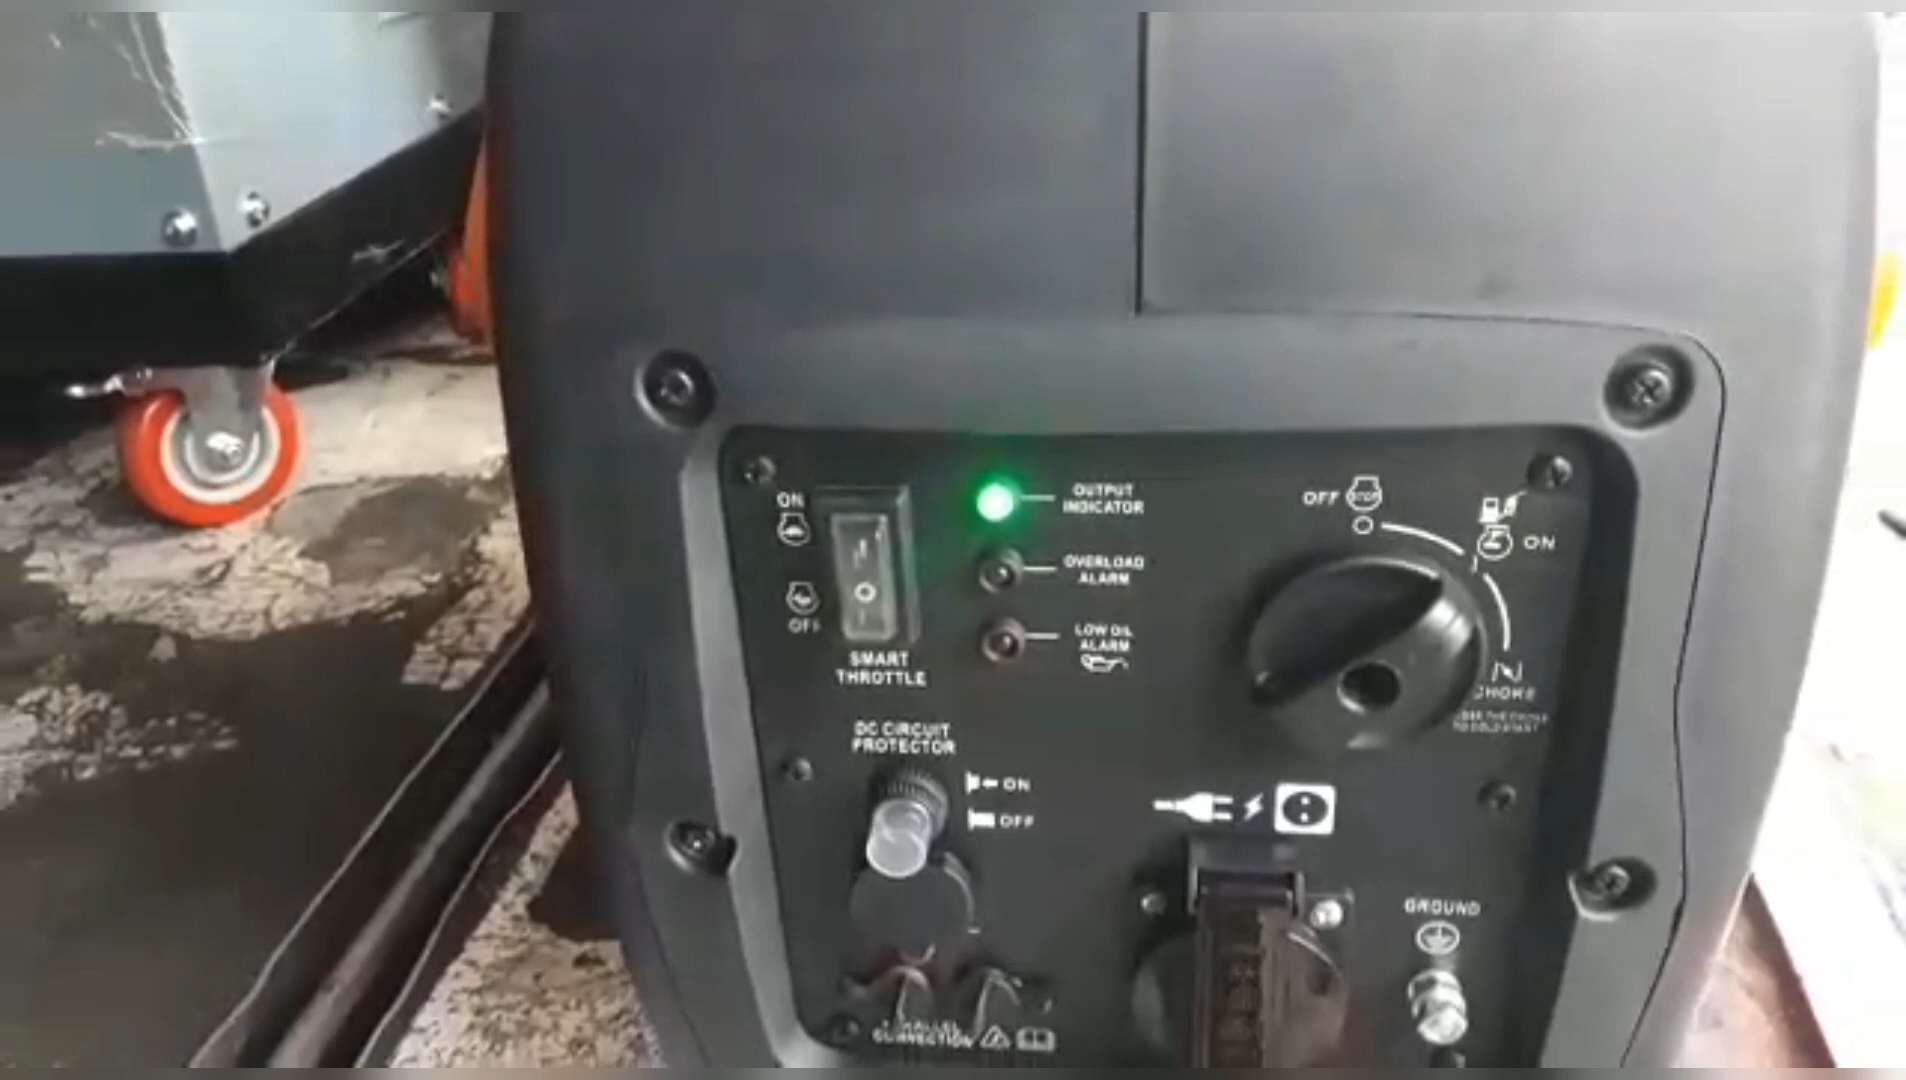 ON
OFF
SMART
THROTTLE
OUTPUT
INDICATOR
OVERLOAD
ALARM
LOW OIL
ALARM
OFF
STOP
ON
CHOKE
DC CIRCUIT
PROTECTOR
ON
OFF
GROUND
CONNECTION